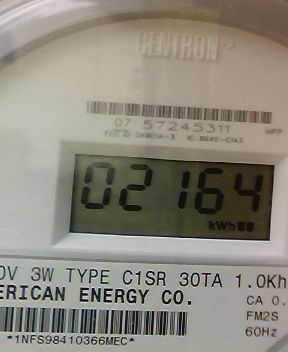 CENTRON
07 57245311
02164
kWh
0V 3W TYPE C1SR 30TA 1.0Kh
ERICAN ENERGY CO.
CA 0.
FM2S
60Hz
*1NFS98410366MEC*